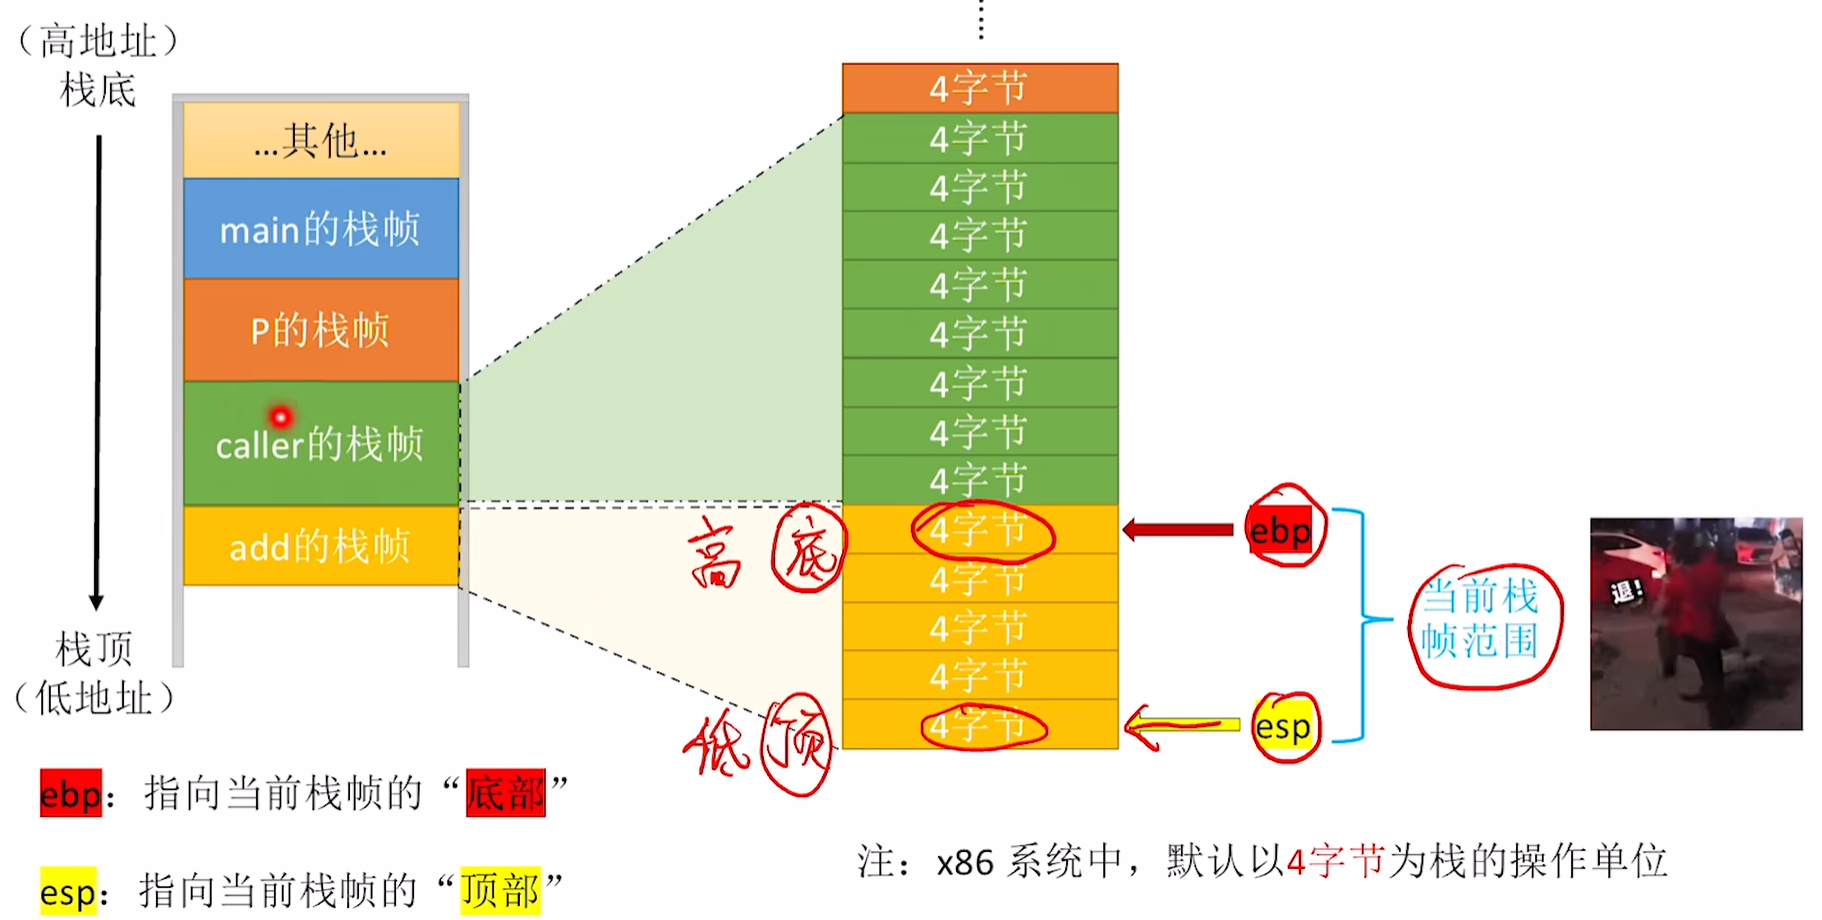 （高地址）
栈底
...其他...
main的栈帧
P的栈帧
caller的栈帧
add的栈帧
栈顶
（低地址）
4字节
4字节
4字节
4字节
4字节
4字节
4字节
4字节
4字节
4字节
4字节
4字节
4字节
4字节
高 底
低 顶
ebp
esp
当前栈
帧范围
退！
ebp：指向当前栈帧的“底部”
esp：指向当前栈帧的“顶部”
注：x86 系统中，默认以4字节为栈的操作单位